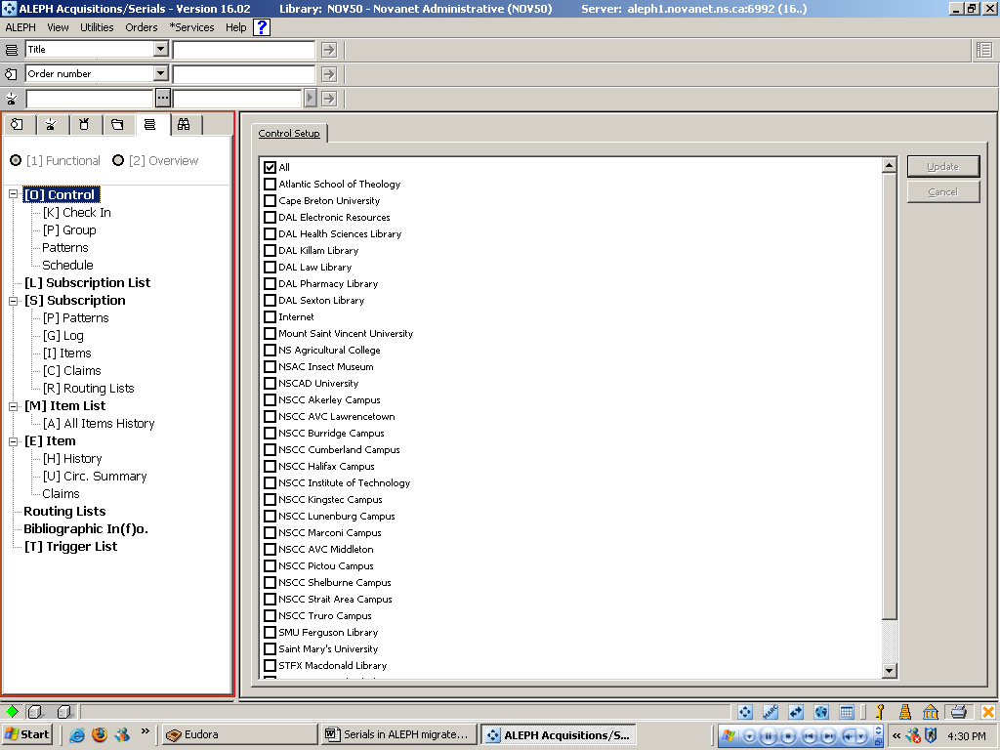 ALEPH Acquisitions/Serials - Version 16.02 Library: NOV50 - Novanet Administrative (NOV50) Server: aleph1.novanet.ns.ca:6992 (16..)
ALEPH View Utilities Orders *Services Help ?
Title
Order number
...
[1] Functional [2] Overview
[O] Control
[K] Check In
[P] Group
Patterns
Schedule
[L] Subscription List
[S] Subscription
[P] Patterns
[G] Log
[I] Items
[C] Claims
[R] Routing Lists
[M] Item List
[A] All Items History
[E] Item
[H] History
[U] Circ. Summary
Claims
Routing Lists
Bibliographic In(f)o.
[T] Trigger List
Control Setup
All
Atlantic School of Theology
Cape Breton University
DAL Electronic Resources
DAL Health Sciences Library
DAL Killam Library
DAL Law Library
DAL Pharmacy Library
DAL Sexton Library
Internet
Mount Saint Vincent University
NS Agricultural College
NSAC Insect Museum
NSCAD University
NSCC Akerley Campus
NSCC AVC Lawrencetown
NSCC Burridge Campus
NSCC Cumberland Campus
NSCC Halifax Campus
NSCC Institute of Technology
NSCC Kingstec Campus
NSCC Lunenburg Campus
NSCC Marconi Campus
NSCC AVC Middleton
NSCC Pictou Campus
NSCC Shelburne Campus
NSCC Strait Area Campus
NSCC Truro Campus
SMU Ferguson Library
Saint Mary's University
STFX Macdonald Library
Update
Cancel
Start » Eudora Serials in ALEPH migrate... ALEPH Acquisitions/S... « 4:30 PM